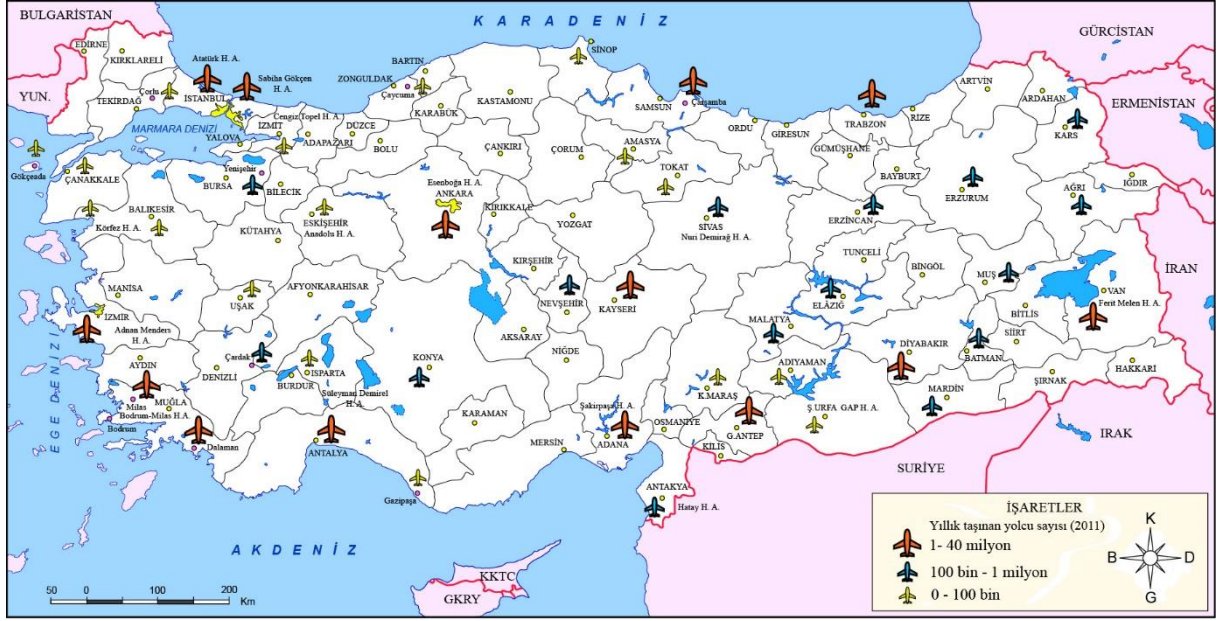 BULGARİSTAN
KARADENİZ
GÜRCİSTAN
EDİRNE
KIRKLARELİ
Atatürk H. A.
Sabiha Gökçen
H. A.
BARTIN
SİNOP
ZONGULDAK
Çaycuma
KASTAMONU
ARTVİN
ARDAHAN
YUN.
Çorlu
TEKİRDAĞ
İSTANBUL
KARABÜK
SAMSUN
Çarşamba
TRABZON
RİZE
ERMENİSTAN
KARS
MARMARA DENİZİ
Cengiz Topel H. A.
İZMİT
YALOVA
ADAPAZARI
DÜZCE
BOLU
ÇANKIRI
ÇORUM
AMASYA
ORDU
GİRESUN
GÜMÜŞHANE
BAYBURT
Gökçeada
ÇANAKKALE
Yenişehir
BURSA
BİLECİK
Esenboğa H. A.
ANKARA
KIRIKKALE
TOKAT
ERZURUM
AĞRI
IĞDIR
BALIKESİR
Körfez H. A.
ESKİŞEHİR
Anadolu H. A.
KÜTAHYA
YOZGAT
SİVAS
Nuri Demirağ H. A.
ERZİNCAN
TUNCELİ
BİNGÖL
MUŞ
VAN
Ferit Melen H. A.
İRAN
MANİSA
UŞAK
AFYONKARAHİSAR
KIRŞEHİR
NEVŞEHİR
KAYSERİ
MALATYA
ELÂZIĞ
BİTLİS
SİİRT
BATMAN
İZMİR
Adnan Menders
H. A.
AKSARAY
NİĞDE
DİYABAKIR
HAKKARİ
ŞIRNAK
EGE DENİZİ
AYDIN
DENİZLİ
Çardak
ISPARTA
BURDUR
Süleyman Demirel
H. A.
KONYA
ADIYAMAN
K.MARAŞ
MARDİN
Milas
Bodrum-Milas H.A.
MUĞLA
Bodrum
Dalaman
ANTALYA
KARAMAN
MERSİN
Şakirpaşa H. A.
ADANA
OSMANİYE
G.ANTEP
KİLİS
Ş.URFA GAP H. A.
IRAK
Gazipaşa
ANTAKYA
Hatay H. A.
SURİYE
AKDENİZ
KKTC
GKRY
50 0 100 200
Km
İŞARETLER
Yıllık taşınan yolcu sayısı (2011)
1- 40 milyon
100 bin - 1 milyon
0 - 100 bin
K
B
D
G